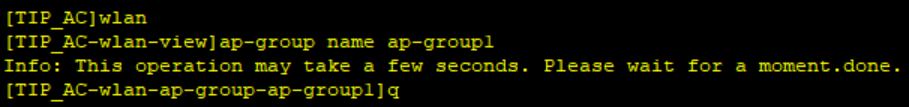 [TIP_AC]wlan
[TIP_AC-wlan-view]ap-group name ap-group1
Info: This operation may take a few seconds. Please wait for a moment.done.
[TIP_AC-wlan-ap-group-ap-group1]q